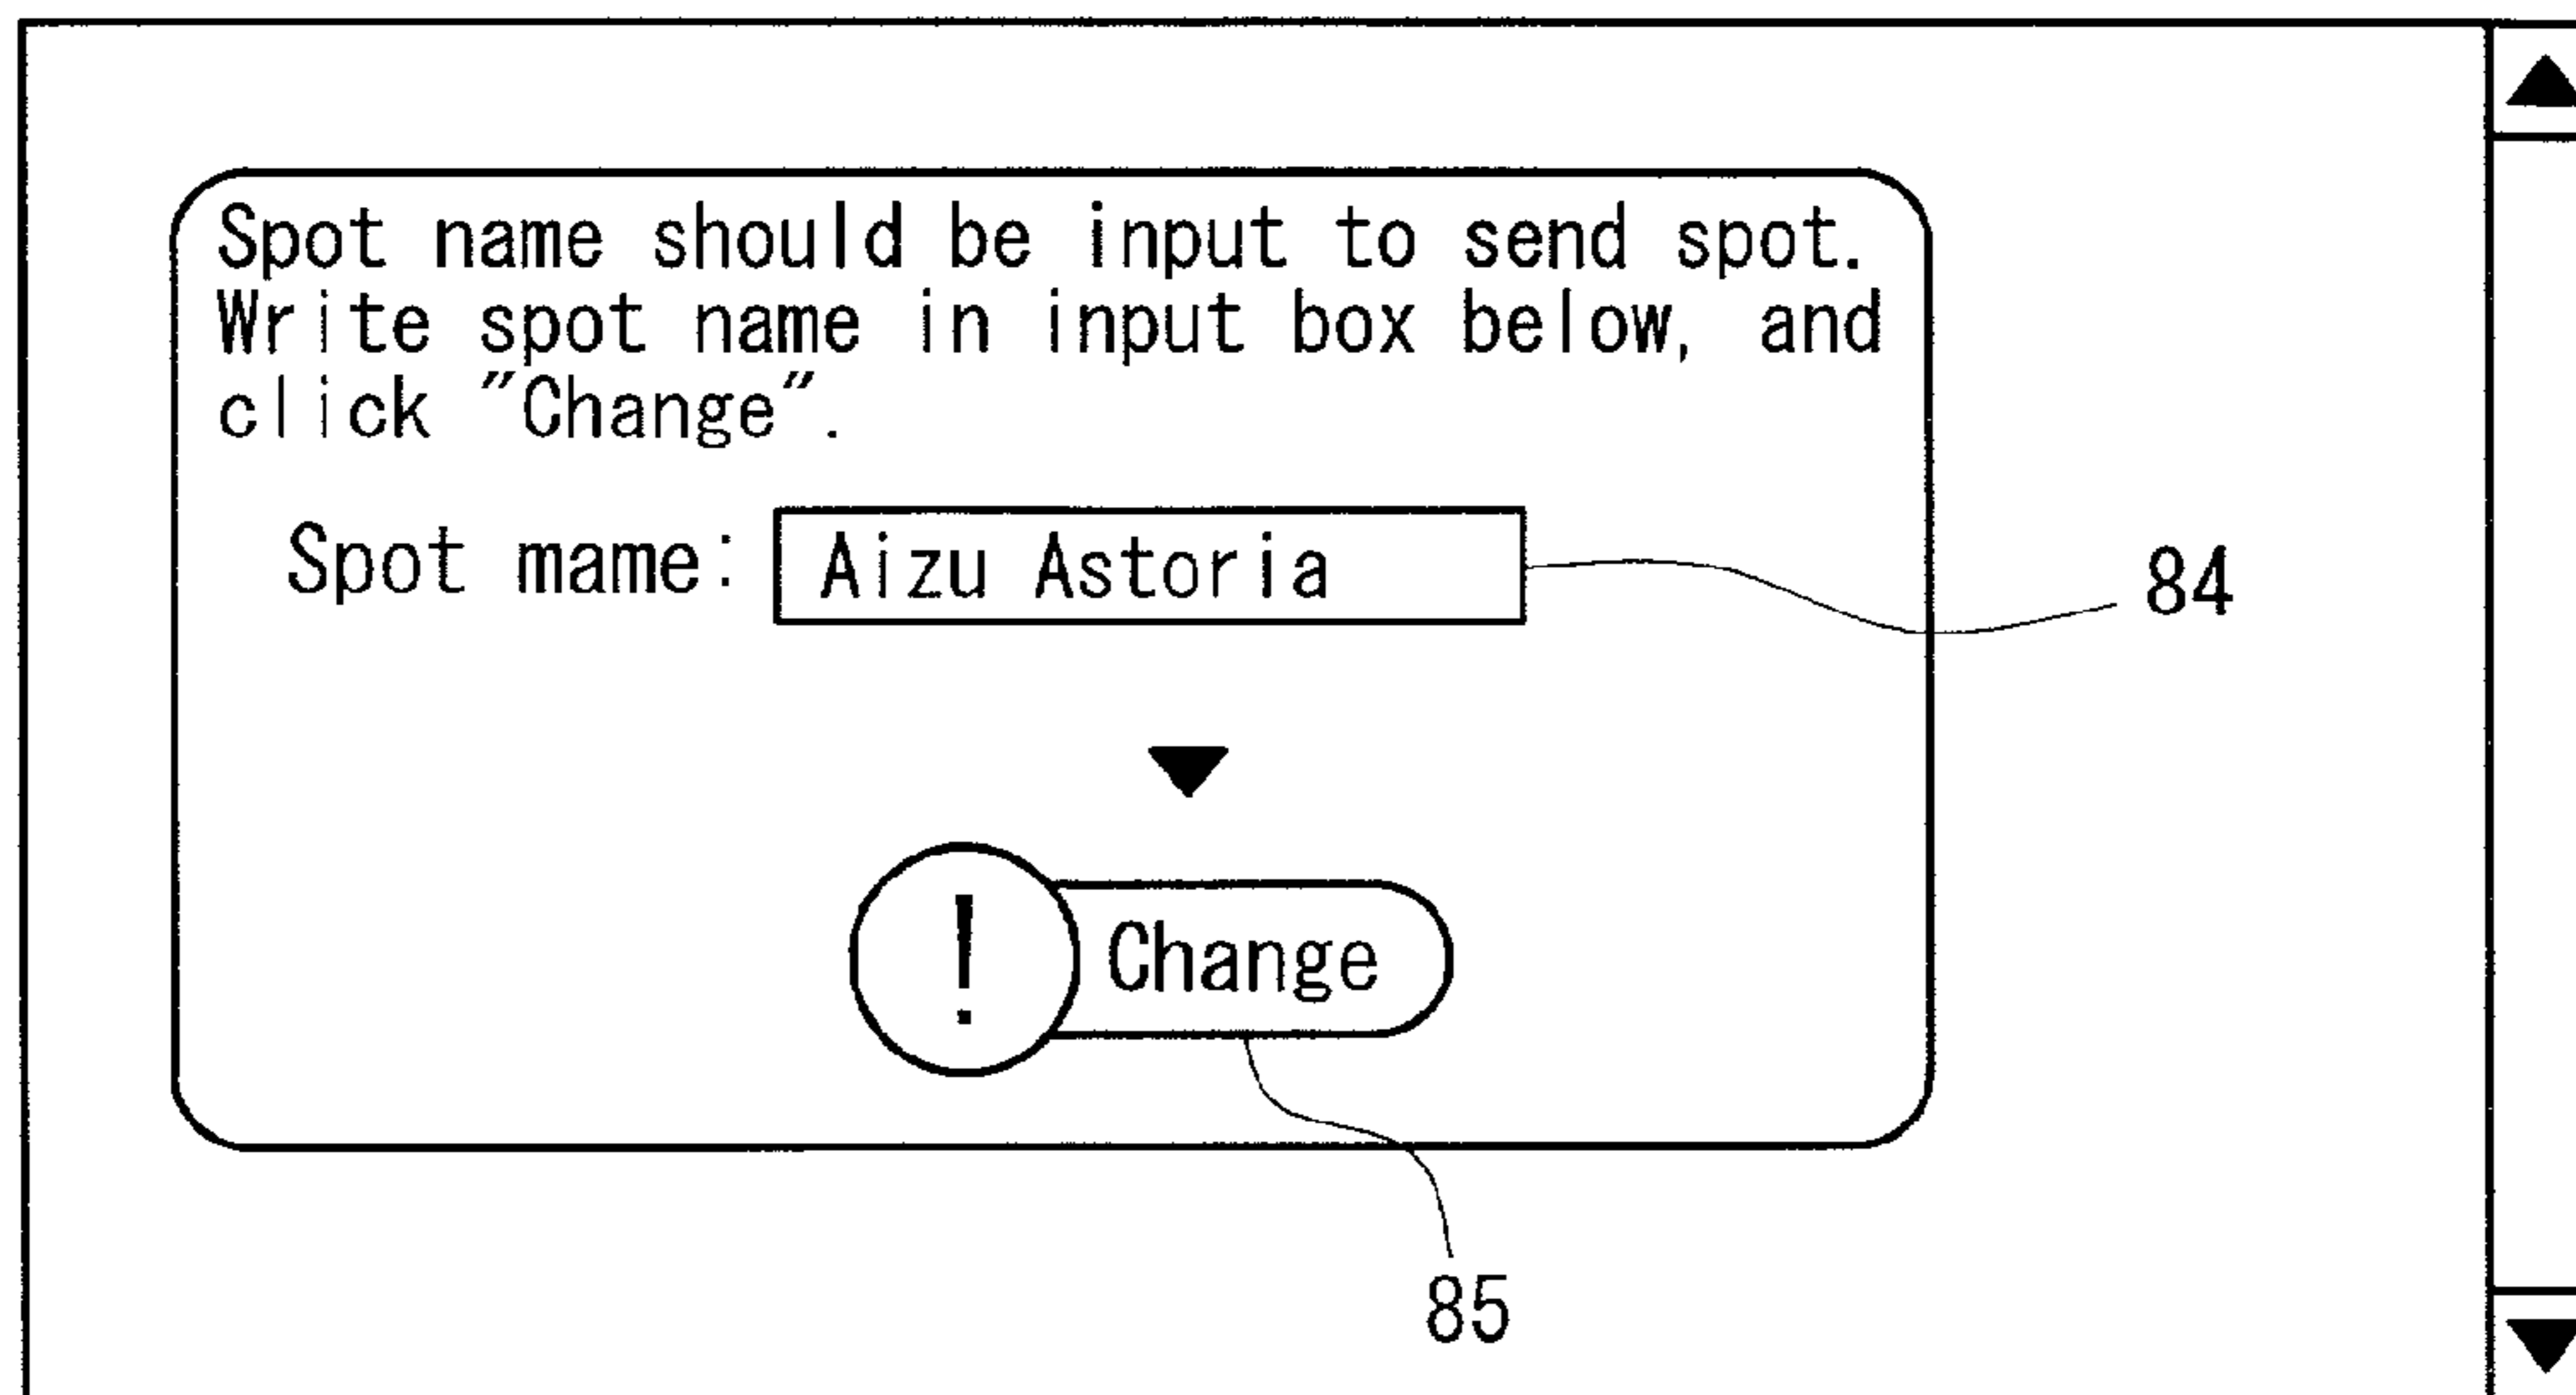 Spot name should be input to send spot.
Write spot name in input box below, and
click "Change".
Spot mame: Aizu Astoria
84
! Change
85